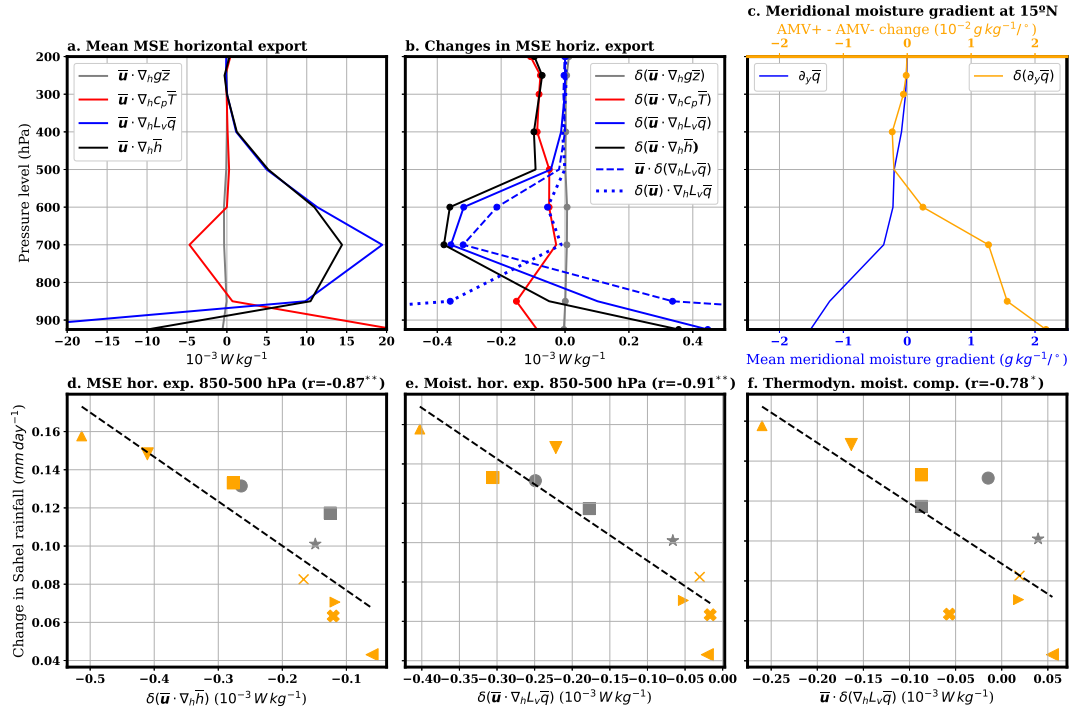 a. Mean MSE horizontal export
200
300
400
500
600
700
800
900
Pressure level (hPa)
ū · ∇ₕgz̅
ū · ∇ₕcₚT̅
ū · ∇ₕLᵥq̅
ū · ∇ₕh̅
−20 −15 −10 −5 0 5 10 15 20
10⁻³ W kg⁻¹
b. Changes in MSE horiz. export
δ(ū · ∇ₕgz̅)
δ(ū · ∇ₕcₚT̅)
δ(ū · ∇ₕLᵥq̅)
δ(ū · ∇ₕh̅)
ū · δ(∇ₕLᵥq̅)
δ(ū) · ∇ₕLᵥq̅
−0.4 −0.2 0.0 0.2 0.4
10⁻³ W kg⁻¹
c. Meridional moisture gradient at 15ºN
AMV+ - AMV- change (10⁻² g kg⁻¹/°)
−2 −1 0 1 2
∂ᵧq̅
δ(∂ᵧq̅)
−2 −1 0 1 2
Mean meridional moisture gradient (g kg⁻¹/°)
d. MSE hor. exp. 850-500 hPa (r=-0.87**)
0.16
0.14
0.12
0.10
0.08
0.06
0.04
Change in Sahel rainfall (mm day⁻¹)
−0.5 −0.4 −0.3 −0.2 −0.1
δ(ū · ∇ₕh̅) (10⁻³ W kg⁻¹)
e. Moist. hor. exp. 850-500 hPa (r=-0.91**)
−0.40 −0.35 −0.30 −0.25 −0.20 −0.15 −0.10 −0.05 0.00
δ(ū · ∇ₕLᵥq̅) (10⁻³ W kg⁻¹)
f. Thermodyn. moist. comp. (r=-0.78*)
−0.25 −0.20 −0.15 −0.10 −0.05 0.00 0.05
ū · δ(∇ₕLᵥq̅) (10⁻³ W kg⁻¹)